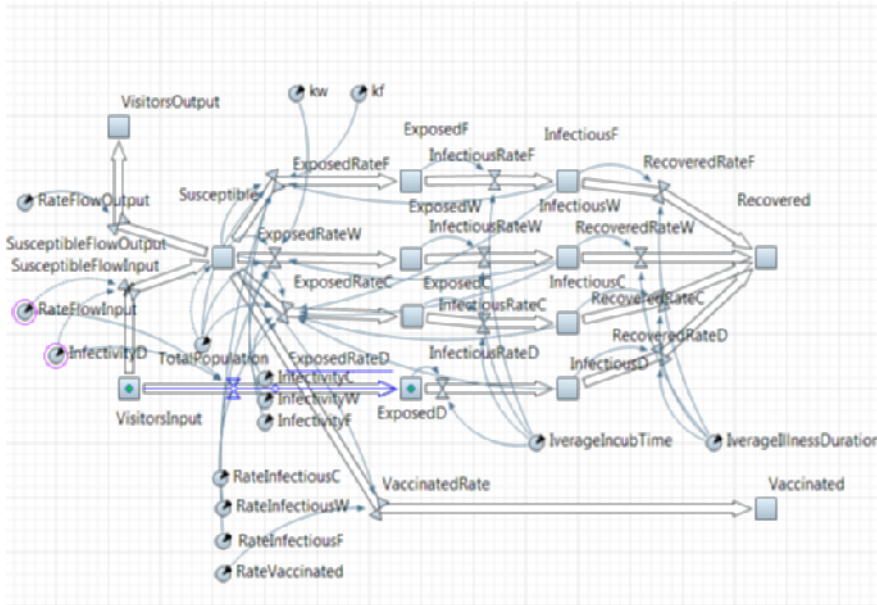 kw
kf
VisitorsOutput
ExposedF
InfectiousF
InfectiousRateF
ExposedRateF
RecoveredRateF
Susceptible
RateFlowOutput
ExposedW
InfectiousW
Recovered
SusceptibleFlowOutput
ExposedRateW
InfectiousRateW
RecoveredRateW
SusceptibleFlowInput
ExposedRateC
ExposedC
InfectiousC
RateFlowInput
InfectiousRateC
RecoveredRateC
InfectivityD
TotalPopulation
ExposedRateD
InfectiousRateD
RecoveredRateD
InfectiousD
InfectivityC
InfectivityW
InfectivityF
VisitorsInput
ExposedD
IverageIncubTime
IverageIllnessDuration
RateInfectiousC
VaccinatedRate
Vaccinated
RateInfectiousW
RateInfectiousF
RateVaccinated